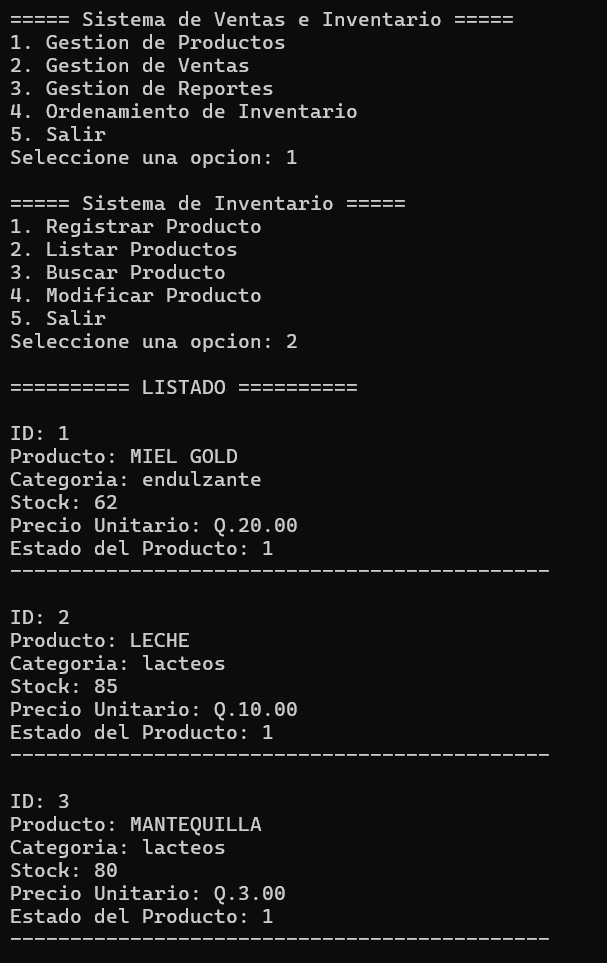 ===== Sistema de Ventas e Inventario =====
1. Gestion de Productos
2. Gestion de Ventas
3. Gestion de Reportes
4. Ordenamiento de Inventario
5. Salir
Seleccione una opcion: 1

===== Sistema de Inventario =====
1. Registrar Producto
2. Listar Productos
3. Buscar Producto
4. Modificar Producto
5. Salir
Seleccione una opcion: 2

========== LISTADO ==========

ID: 1
Producto: MIEL GOLD
Categoria: endulzante
Stock: 62
Precio Unitario: Q.20.00
Estado del Producto: 1
---------------------------------------------

ID: 2
Producto: LECHE
Categoria: lacteos
Stock: 85
Precio Unitario: Q.10.00
Estado del Producto: 1
---------------------------------------------

ID: 3
Producto: MANTEQUILLA
Categoria: lacteos
Stock: 80
Precio Unitario: Q.3.00
Estado del Producto: 1
---------------------------------------------